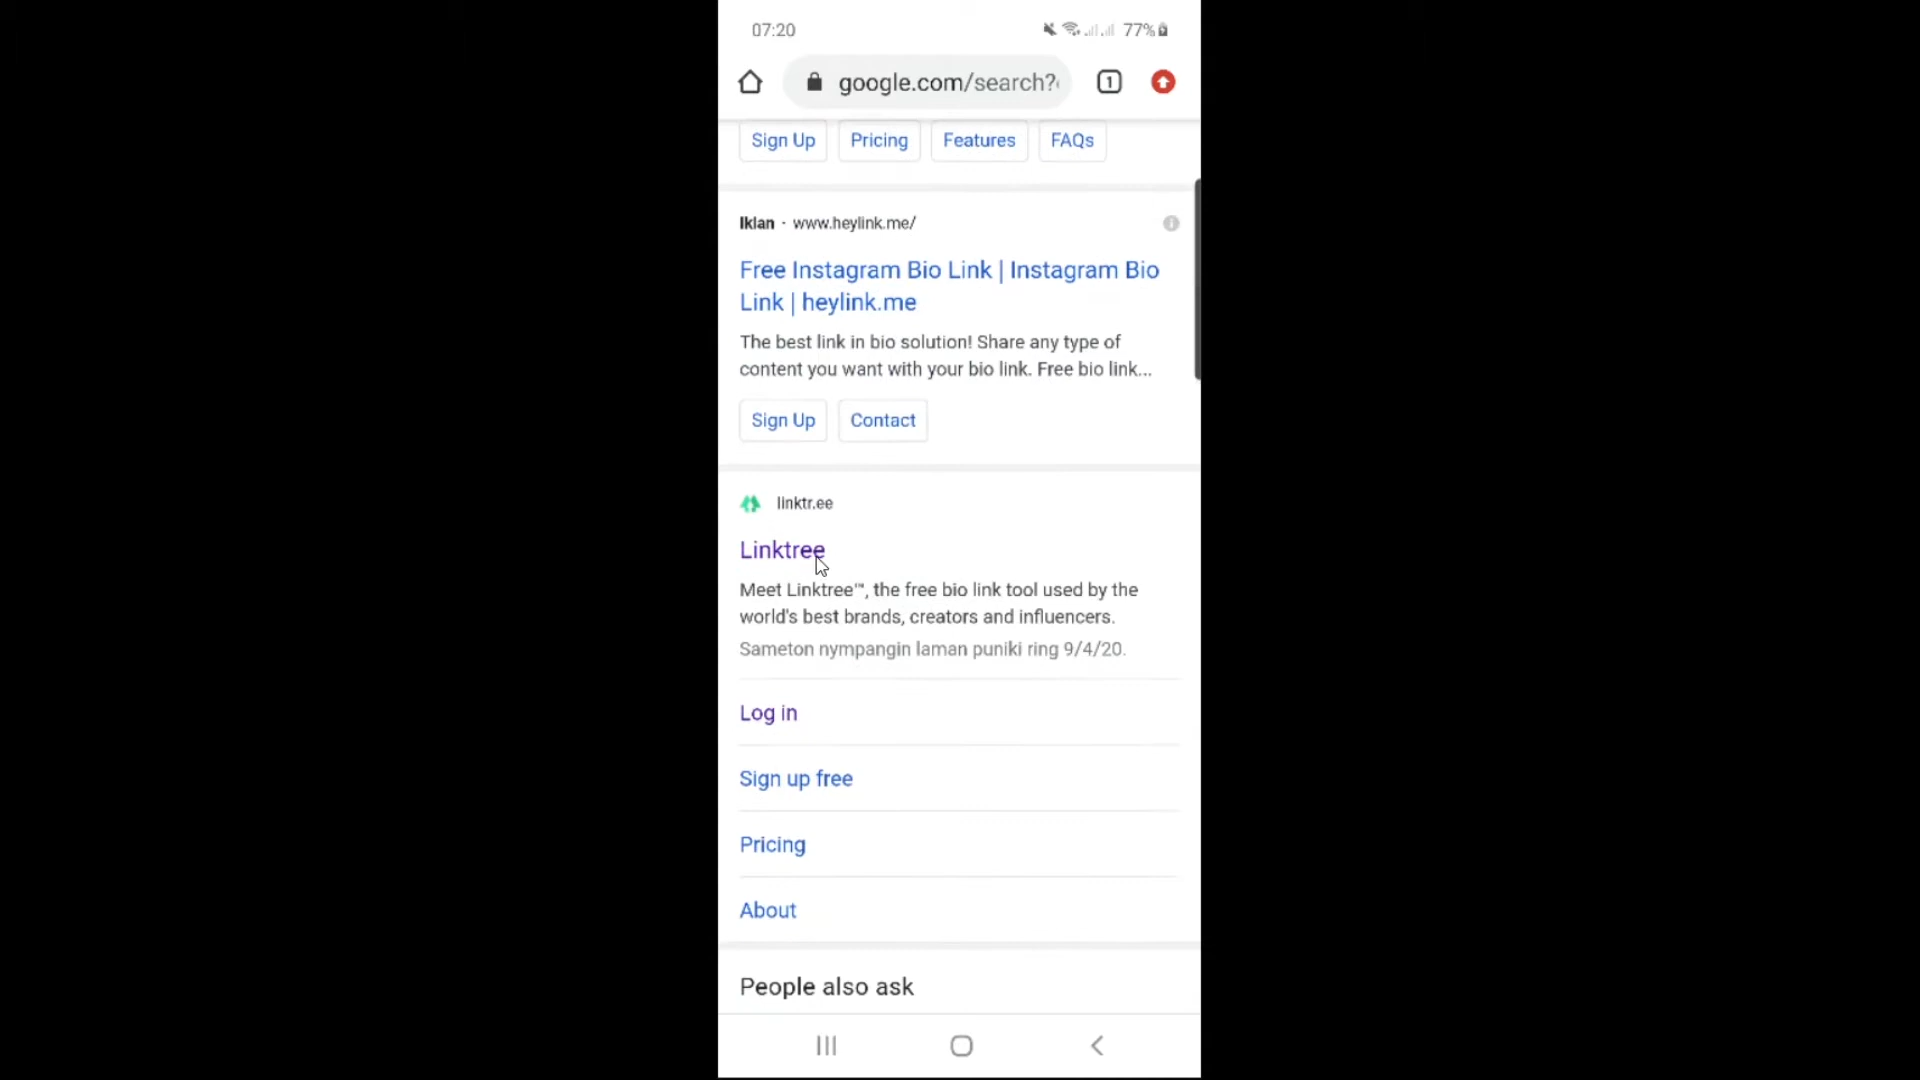 07:20
77%
google.com/search?
1
Sign Up
Pricing
Features
FAQs
Iklan · www.heylink.me/
Free Instagram Bio Link | Instagram Bio
Link | heylink.me
The best link in bio solution! Share any type of
content you want with your bio link. Free bio link...
Sign Up
Contact
linktr.ee
Linktree
Meet Linktree™, the free bio link tool used by the
world's best brands, creators and influencers.
Sameton nympangin laman puniki ring 9/4/20.
Log in
Sign up free
Pricing
About
People also ask